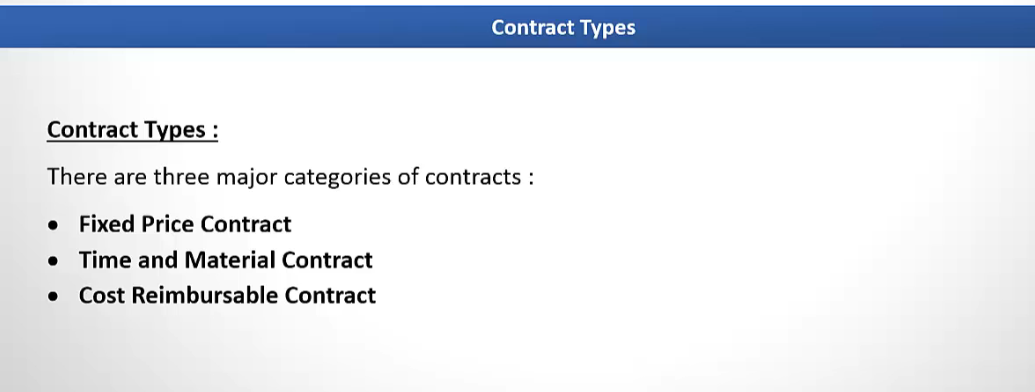 Contract Types
Contract Types :
There are three major categories of contracts :
• Fixed Price Contract
• Time and Material Contract
• Cost Reimbursable Contract